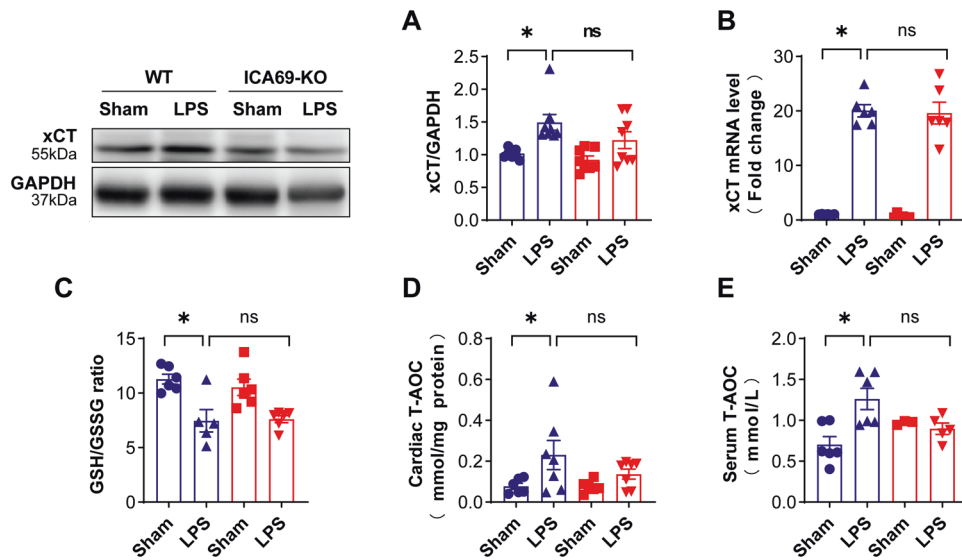 WT
ICA69-KO
Sham
LPS
Sham
LPS
xCT
55kDa
GAPDH
37kDa
A
*
ns
xCT/GAPDH
2.5
2.0
1.5
1.0
0.5
0.0
Sham
LPS
Sham
LPS
B
*
ns
xCT mRNA level
( Fold change )
30
20
10
0
Sham
LPS
Sham
LPS
C
*
ns
GSH/GSSG ratio
15
10
5
0
Sham
LPS
Sham
LPS
D
*
ns
Cardiac T-AOC
( mmol/mg protein )
0.8
0.6
0.4
0.2
0.0
Sham
LPS
Sham
LPS
E
*
ns
Serum T-AOC
( mmol/L )
2.0
1.5
1.0
0.5
0.0
Sham
LPS
Sham
LPS